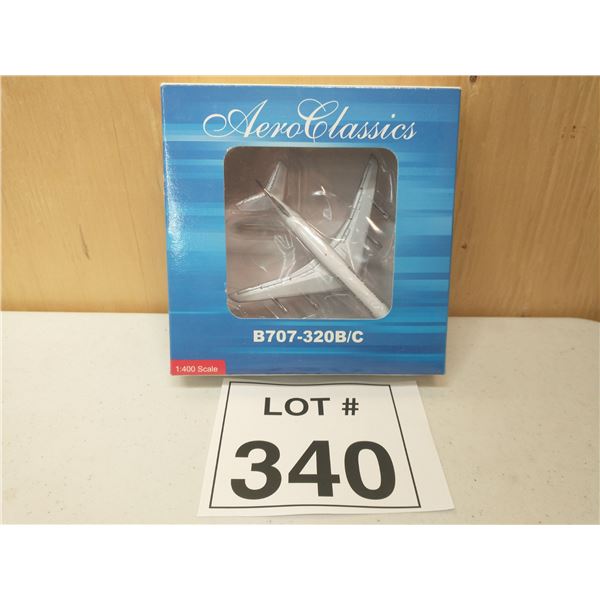 AeroClassics
B707-320B/C
1:400 Scale
LOT #
340